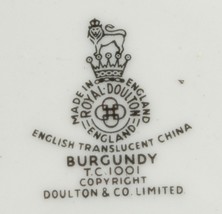 MADE IN ENGLAND
ROYAL·DOULTON
ENGLAND
ENGLISH TRANSLUCENT CHINA
BURGUNDY
T.C.1001
COPYRIGHT
DOULTON & CO. LIMITED.